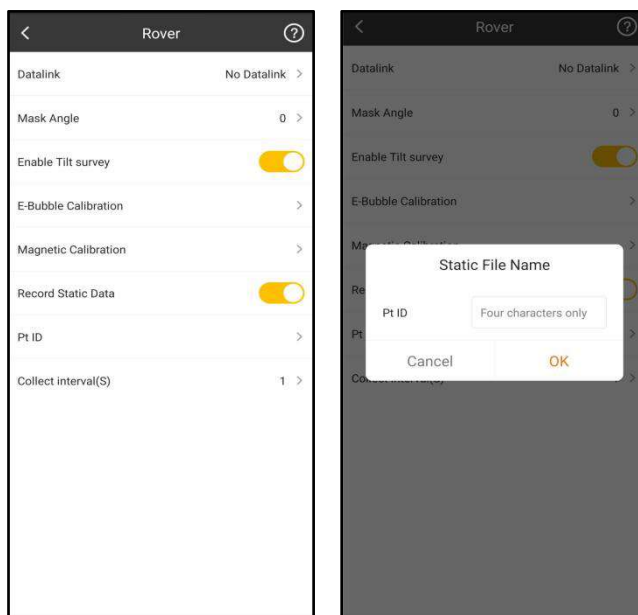 Rover
?
Datalink No Datalink >
Mask Angle 0 >
Enable Tilt survey
E-Bubble Calibration >
Magnetic Calibration >
Record Static Data
Pt ID >
Collect interval(S) 1 >
Rover
?
Datalink No Datalink >
Mask Angle 0 >
Enable Tilt survey
E-Bubble Calibration >
Static File Name
Pt ID Four characters only
Cancel OK